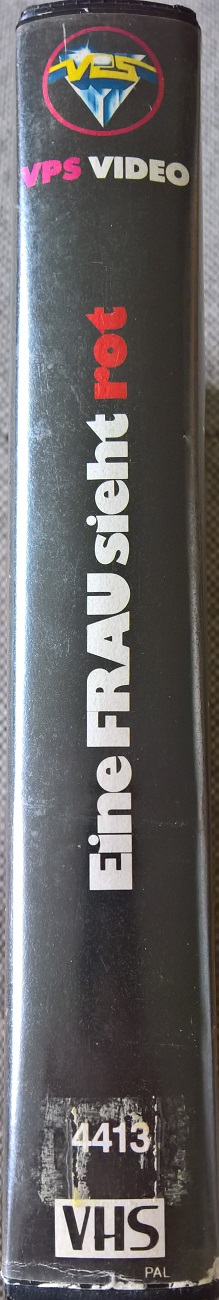 VPS
VPS VIDEO
Eine FRAU sieht rot
4413
VHS
PAL